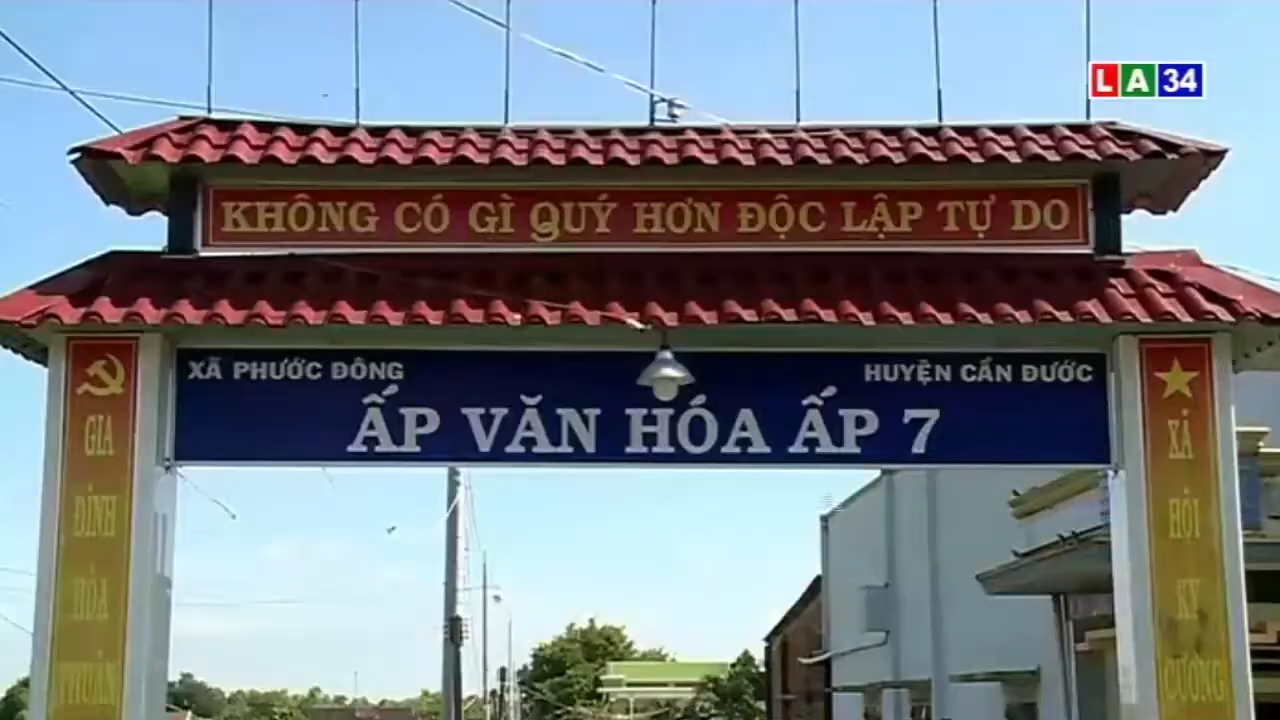 LA34
KHÔNG CÓ GÌ QUÝ HƠN ĐỘC LẬP TỰ DO
XÃ PHƯỚC ĐÔNG
HUYỆN CẦN ĐƯỚC
ẤP VĂN HÓA ẤP 7
GIA
ĐÌNH
HÒA
THUẬN
XÃ
HỘI
KỶ
CƯƠNG